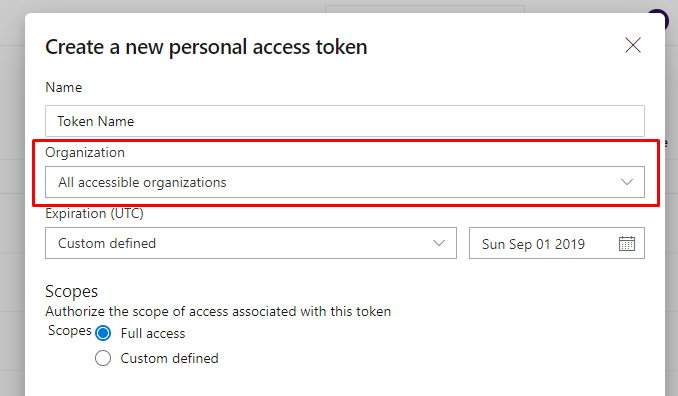 Create a new personal access token
Name
Token Name
Organization
All accessible organizations
Expiration (UTC)
Custom defined
Sun Sep 01 2019
Scopes
Authorize the scope of access associated with this token
Scopes Full access
Custom defined